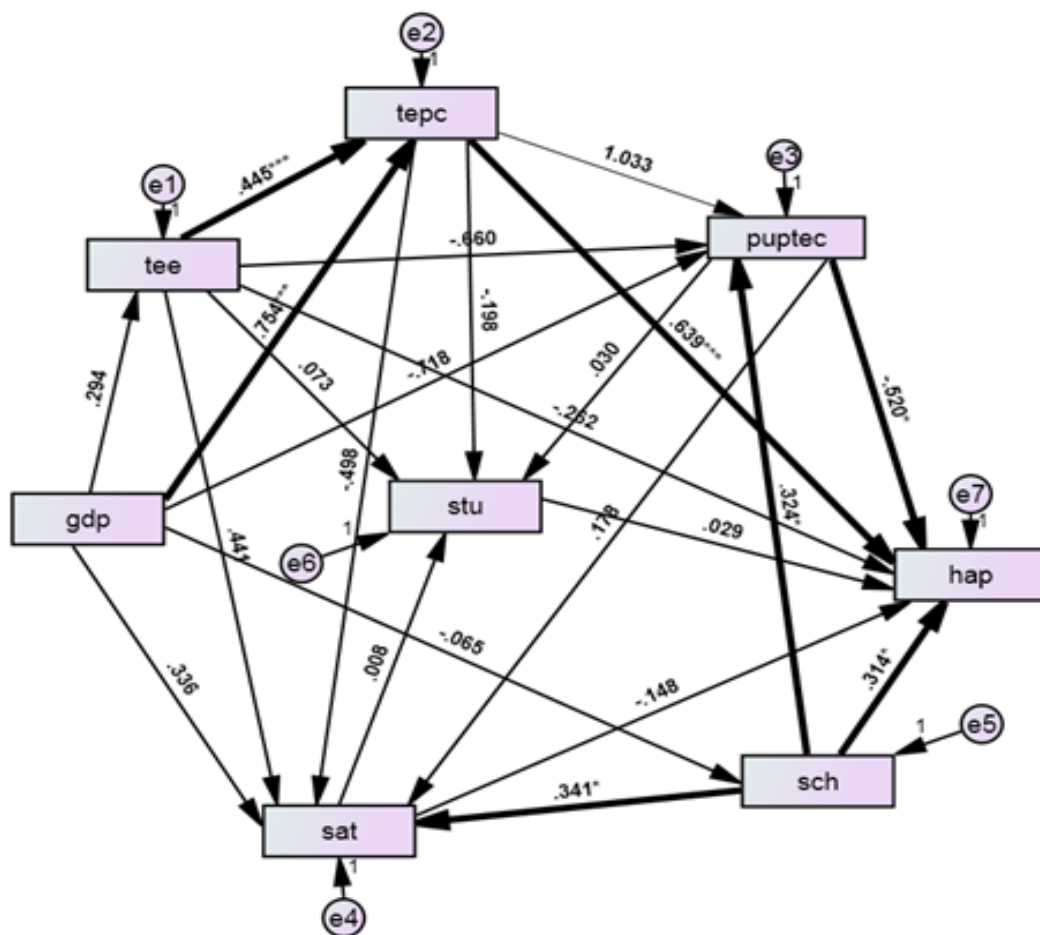 e2
1
tepc
e1
1
.445***
1.033
e3
1
puptec
tee
-.660
.754***
-.198
.639***
.294
.073
-.718
.030
-.520*
-.262
-.498
.324*
gdp
stu
.178
e7
1
.441
1
e6
.029
hap
-.065
.008
.336
-.148
.314*
1
e5
sch
.341*
sat
1
e4